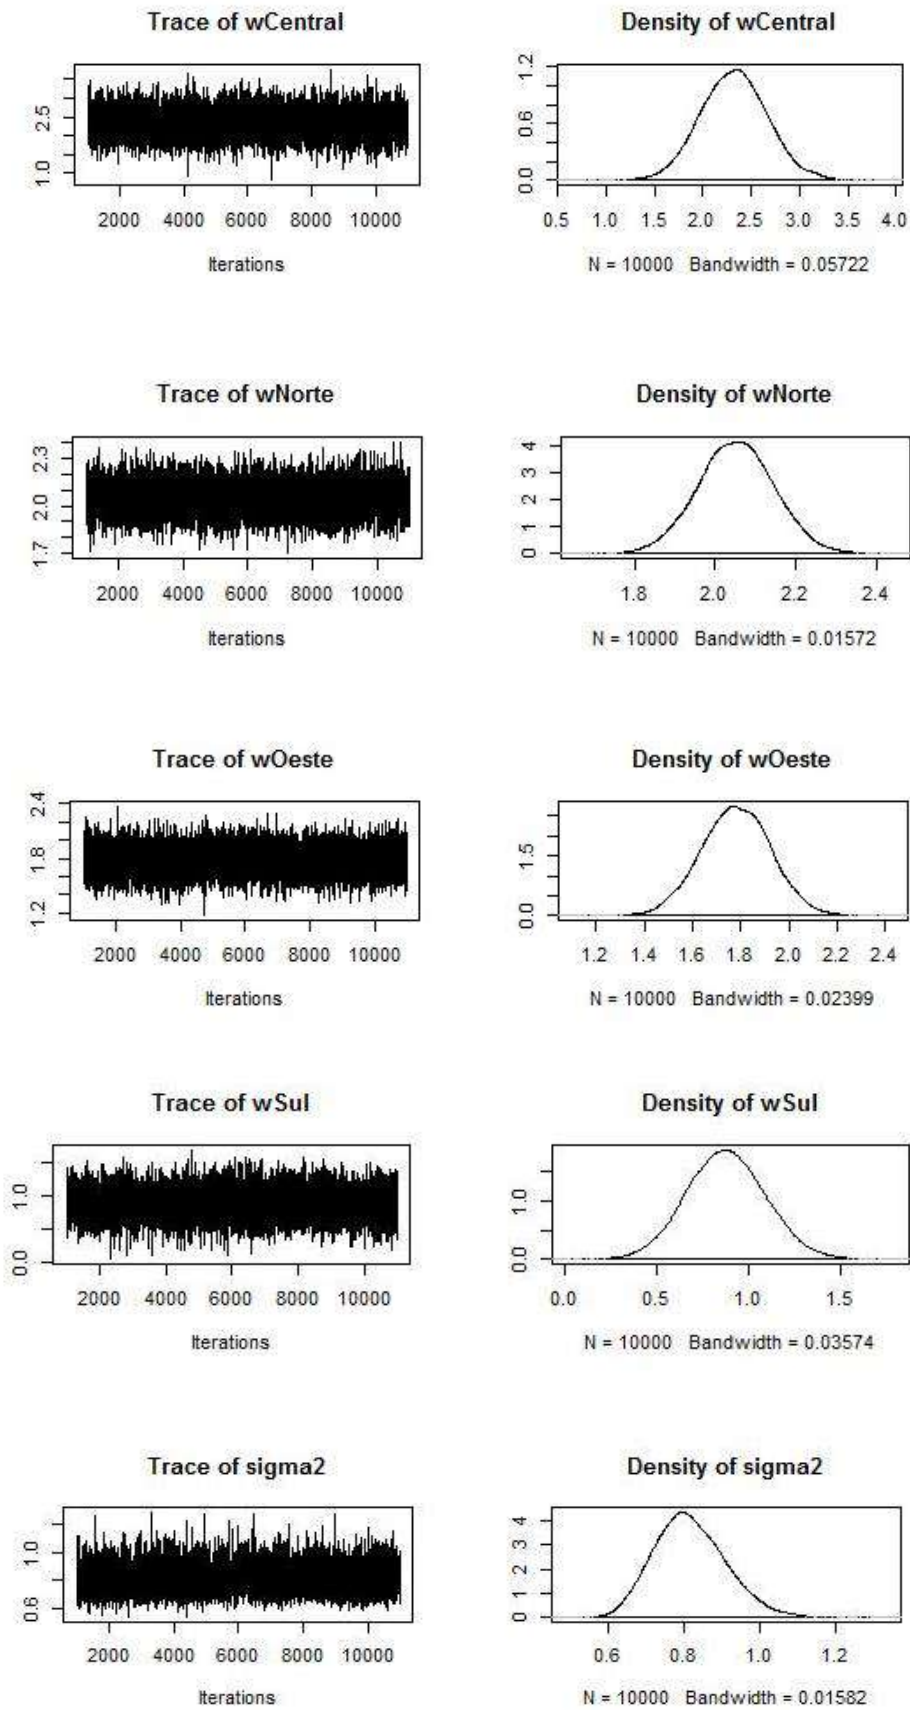 Trace of wCentral
Density of wCentral
1.0 2.5
0.0 0.6 1.2
2000 4000 6000 8000 10000
0.5 1.0 1.5 2.0 2.5 3.0 3.5 4.0
Iterations
N = 10000 Bandwidth = 0.05722
Trace of wNorte
Density of wNorte
1.7 2.0 2.3
0 1 2 3 4
2000 4000 6000 8000 10000
1.8 2.0 2.2 2.4
Iterations
N = 10000 Bandwidth = 0.01572
Trace of wOeste
Density of wOeste
1.2 1.8 2.4
0.0 1.5
2000 4000 6000 8000 10000
1.2 1.4 1.6 1.8 2.0 2.2 2.4
Iterations
N = 10000 Bandwidth = 0.02399
Trace of wSul
Density of wSul
0.0 1.0
0.0 1.0
2000 4000 6000 8000 10000
0.0 0.5 1.0 1.5
Iterations
N = 10000 Bandwidth = 0.03574
Trace of sigma2
Density of sigma2
0.6 1.0
0 1 2 3 4
2000 4000 6000 8000 10000
0.6 0.8 1.0 1.2
Iterations
N = 10000 Bandwidth = 0.01582